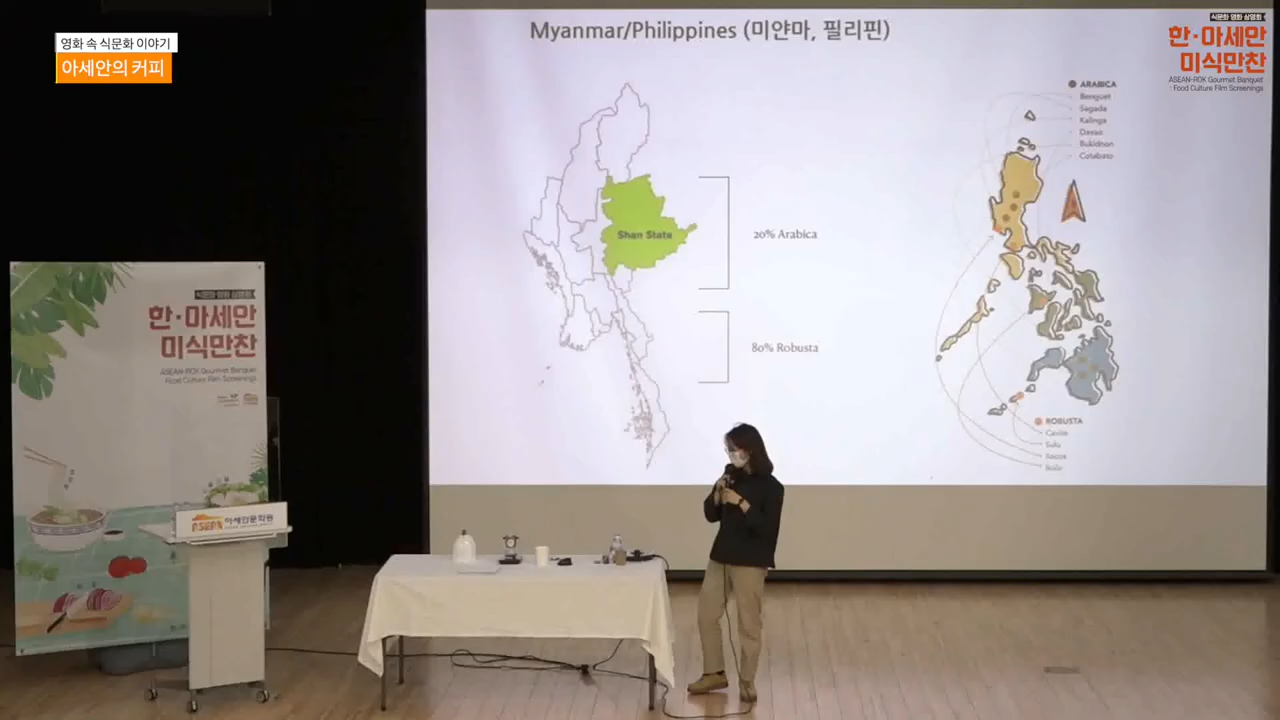 영화 속 식문화 이야기
아세안의 커피
Myanmar/Philippines (미얀마, 필리핀)
식문화 영화 상영회
한·아세안
미식만찬
ASEAN-ROK Gourmet Banquet
: Food Culture Film Screenings
ARABICA
Benguet
Sagada
Kalinga
Davao
Bukidnon
Cotabato
Shan State
20% Arabica
80% Robusta
ROBUSTA
Cavite
Sulu
Ilocos
Iloilo
식문화 영화 상영회
한·아세안
미식만찬
ASEAN-ROK Gourmet Banquet
Food Culture Film Screenings
아세안문화원